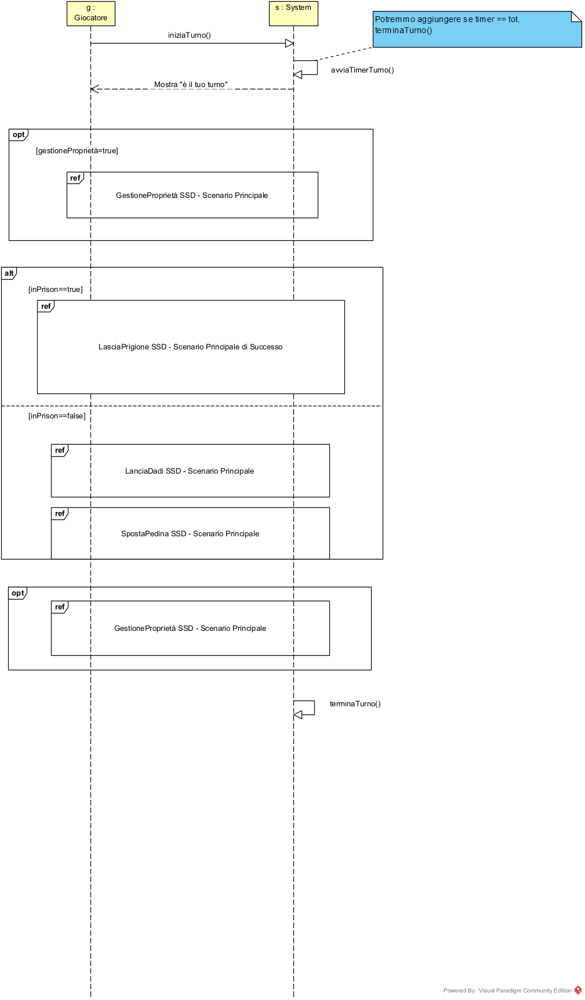 g :
Giocatore
s : System
Potremmo aggiungere se timer == tot,
terminaTurno()
iniziaTurno()
avviaTimerTurno()
Mostra "è il tuo turno"
opt
[gestioneProprietà=true]
ref
GestioneProprietà SSD - Scenario Principale
alt
[inPrison==true]
ref
LasciaPrigione SSD - Scenario Principale di Successo
[inPrison==false]
ref
LanciaDadi SSD - Scenario Principale
ref
SpostaPedina SSD - Scenario Principale
opt
ref
GestioneProprietà SSD - Scenario Principale
terminaTurno()
Powered By Visual Paradigm Community Edition